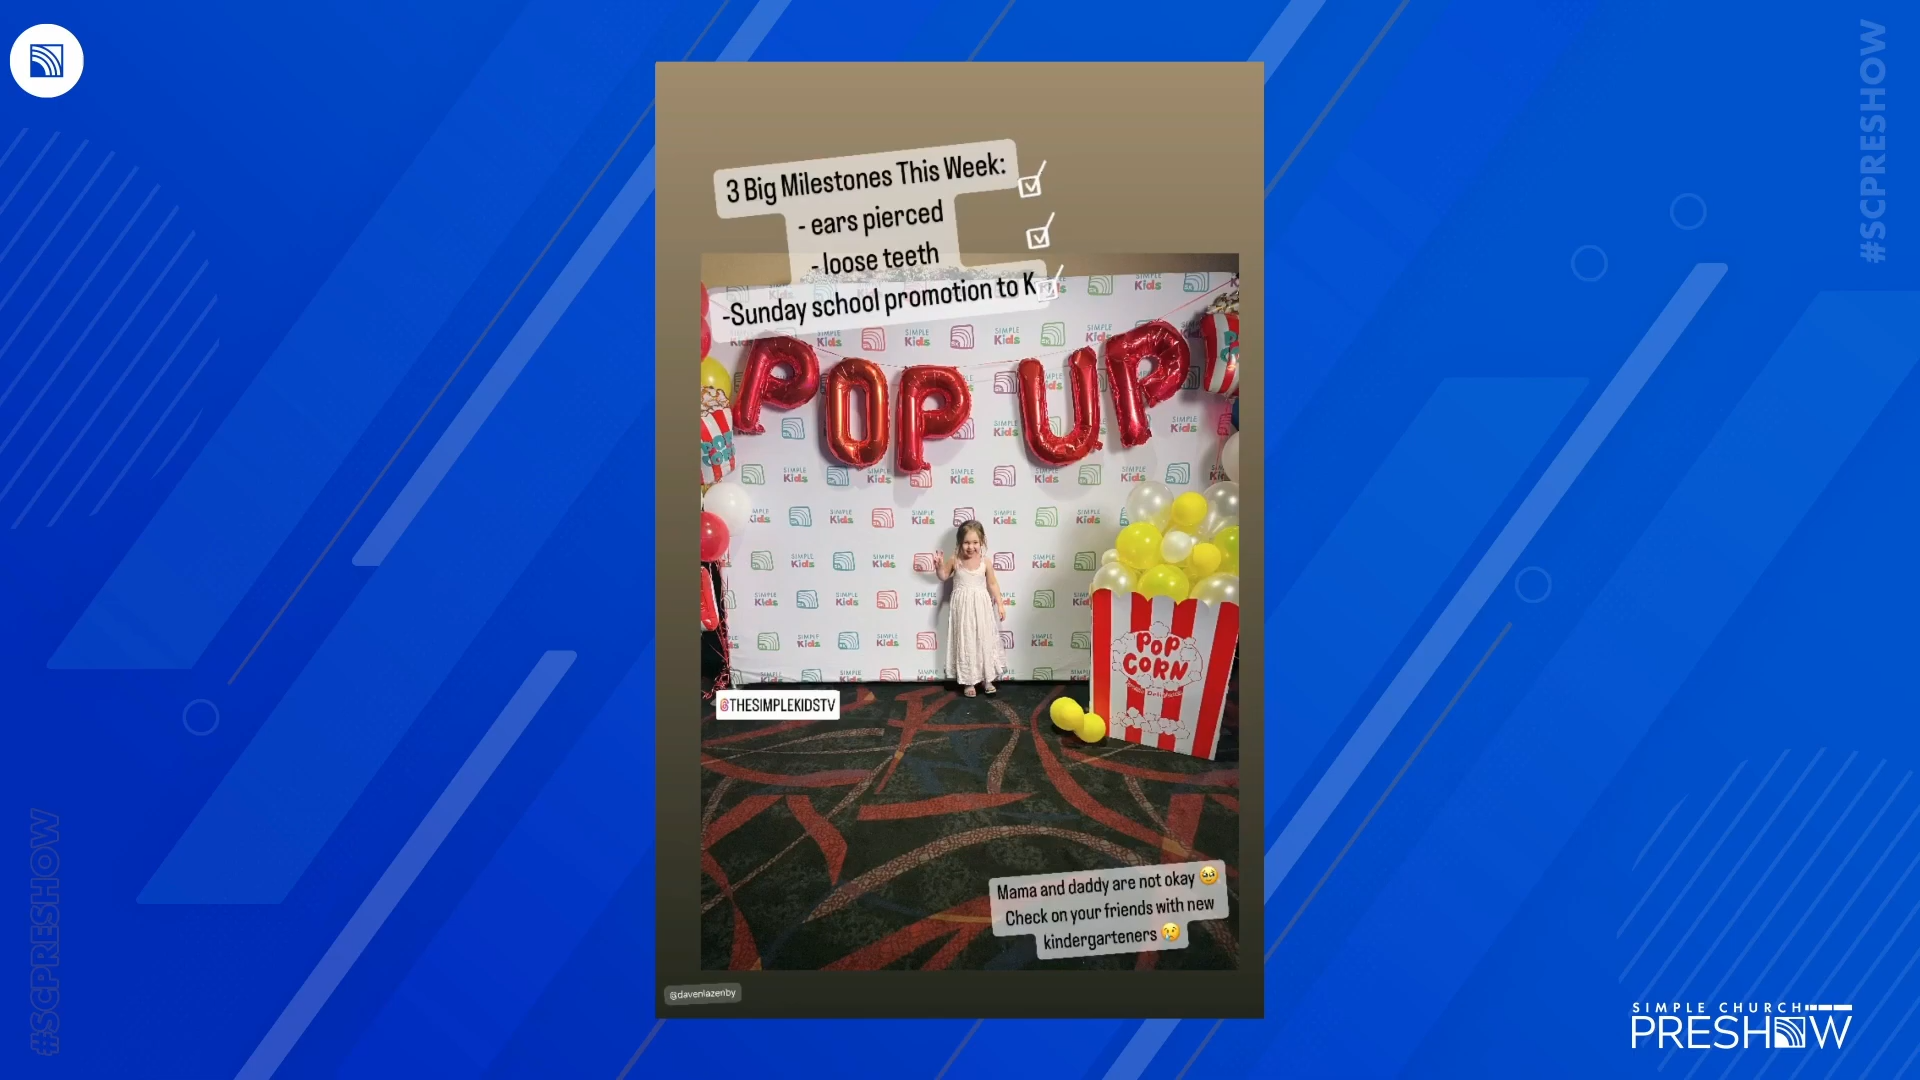 #SCPRESHOW
3 Big Milestones This Week:
- ears pierced
- loose teeth
-Sunday school promotion to K
POP UP
SIMPLE
Kids
POP
CORN
@THESIMPLEKIDSTV
Mama and daddy are not okay 🥹
Check on your friends with new
kindergarteners 😢
@davenlazenby
#SCPRESHOW
SIMPLE CHURCH
PRESHOW